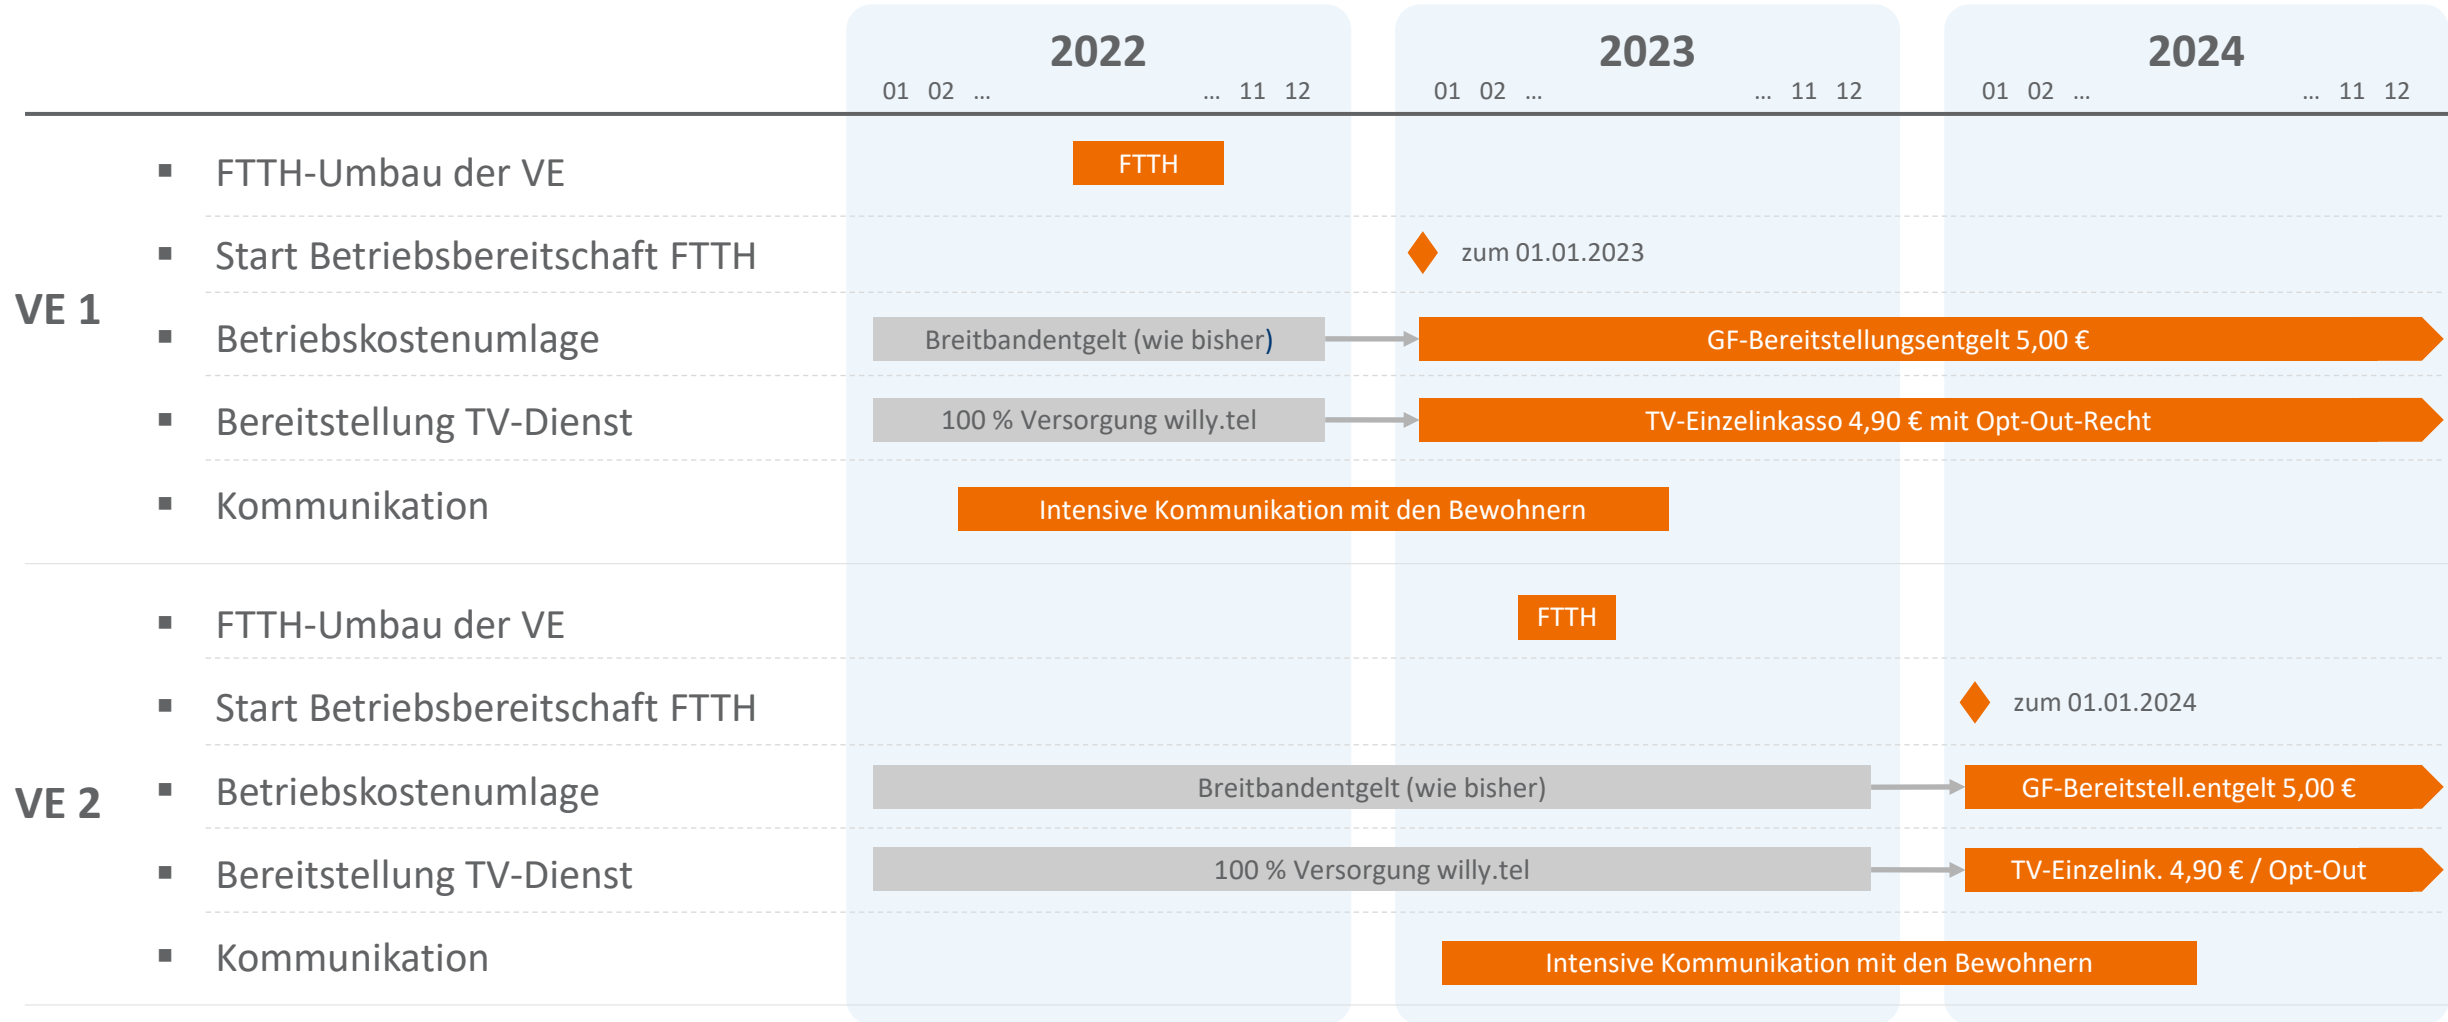 2022 2023 2024
01 02 ... ... 11 12 01 02 ... ... 11 12 01 02 ... ... 11 12
VE 1
▪ FTTH-Umbau der VE FTTH
▪ Start Betriebsbereitschaft FTTH zum 01.01.2023
▪ Betriebskostenumlage Breitbandentgelt (wie bisher) GF-Bereitstellungsentgelt 5,00 €
▪ Bereitstellung TV-Dienst 100 % Versorgung willy.tel TV-Einzelinkasso 4,90 € mit Opt-Out-Recht
▪ Kommunikation Intensive Kommunikation mit den Bewohnern
VE 2
▪ FTTH-Umbau der VE FTTH
▪ Start Betriebsbereitschaft FTTH zum 01.01.2024
▪ Betriebskostenumlage Breitbandentgelt (wie bisher) GF-Bereitstell.entgelt 5,00 €
▪ Bereitstellung TV-Dienst 100 % Versorgung willy.tel TV-Einzelink. 4,90 € / Opt-Out
▪ Kommunikation Intensive Kommunikation mit den Bewohnern